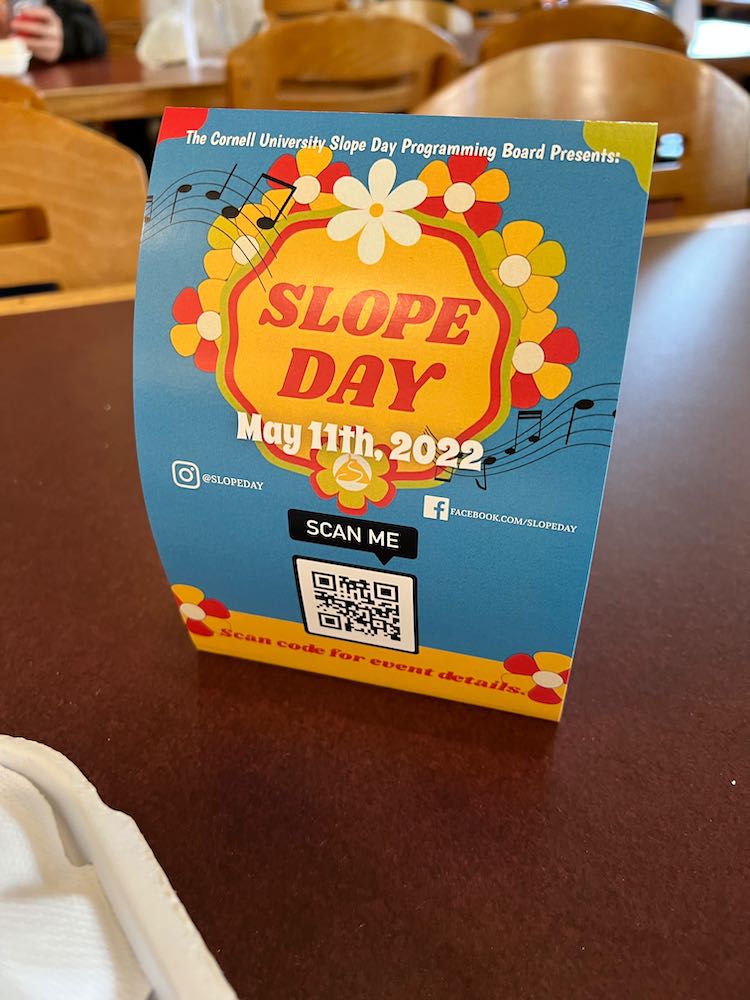 The Cornell University Slope Day Programming Board Presents:
SLOPE
DAY
May 11th, 2022
@SLOPEDAY
FACEBOOK.COM/SLOPEDAY
SCAN ME
Scan code for event details.